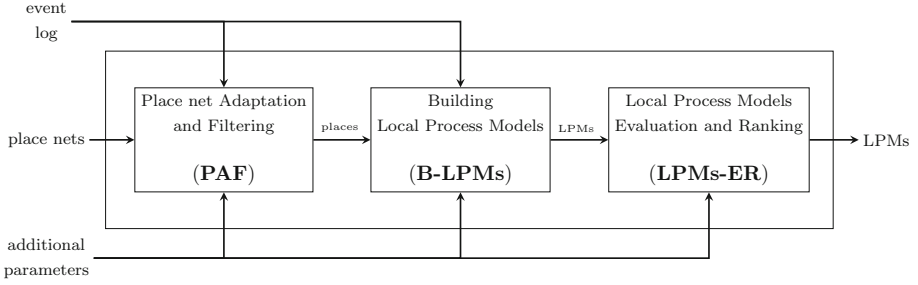 event
log
Place net Adaptation
and Filtering
(PAF)
places
Building
Local Process Models
(B-LPMs)
LPMs
Local Process Models
Evaluation and Ranking
(LPMs-ER)
place nets
LPMs
additional
parameters